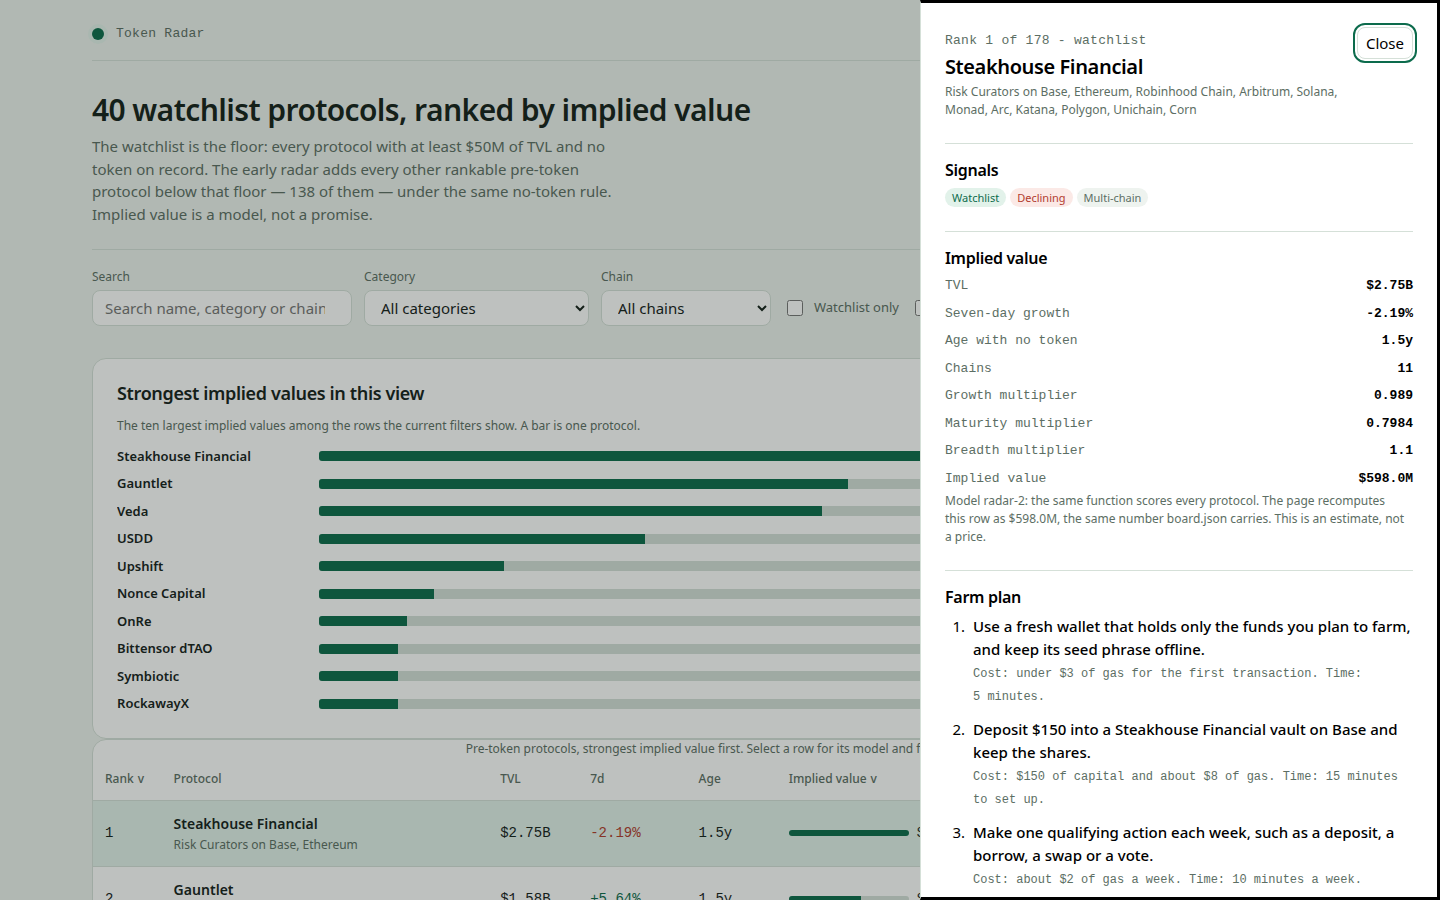 Token Radar
40 watchlist protocols, ranked by implied value
The watchlist is the floor: every protocol with at least $50M of TVL and no
token on record. The early radar adds every other rankable pre-token
protocol below that floor — 138 of them — under the same no-token rule.
Implied value is a model, not a promise.
Search
Category
Chain
Search name, category or chain
All categories
All chains
Watchlist only
Strongest implied values in this view
The ten largest implied values among the rows the current filters show. A bar is one protocol.
Steakhouse Financial
Gauntlet
Veda
USDD
Upshift
Nonce Capital
OnRe
Bittensor dTAO
Symbiotic
RockawayX
Pre-token protocols, strongest implied value first. Select a row for its model and
Rank v
Protocol
TVL
7d
Age
Implied value v
1
Steakhouse Financial
Risk Curators on Base, Ethereum
$2.75B
-2.19%
1.5y
2
Gauntlet
$1.58B
+5.64%
1.5y
Rank 1 of 178 - watchlist
Close
Steakhouse Financial
Risk Curators on Base, Ethereum, Robinhood Chain, Arbitrum, Solana,
Monad, Arc, Katana, Polygon, Unichain, Corn
Signals
Watchlist
Declining
Multi-chain
Implied value
TVL $2.75B
Seven-day growth -2.19%
Age with no token 1.5y
Chains 11
Growth multiplier 0.989
Maturity multiplier 0.7984
Breadth multiplier 1.1
Implied value $598.0M
Model radar-2: the same function scores every protocol. The page recomputes
this row as $598.0M, the same number board.json carries. This is an estimate, not
a price.
Farm plan
1. Use a fresh wallet that holds only the funds you plan to farm,
and keep its seed phrase offline.
Cost: under $3 of gas for the first transaction. Time:
5 minutes.
2. Deposit $150 into a Steakhouse Financial vault on Base and
keep the shares.
Cost: $150 of capital and about $8 of gas. Time: 15 minutes
to set up.
3. Make one qualifying action each week, such as a deposit, a
borrow, a swap or a vote.
Cost: about $2 of gas a week. Time: 10 minutes a week.